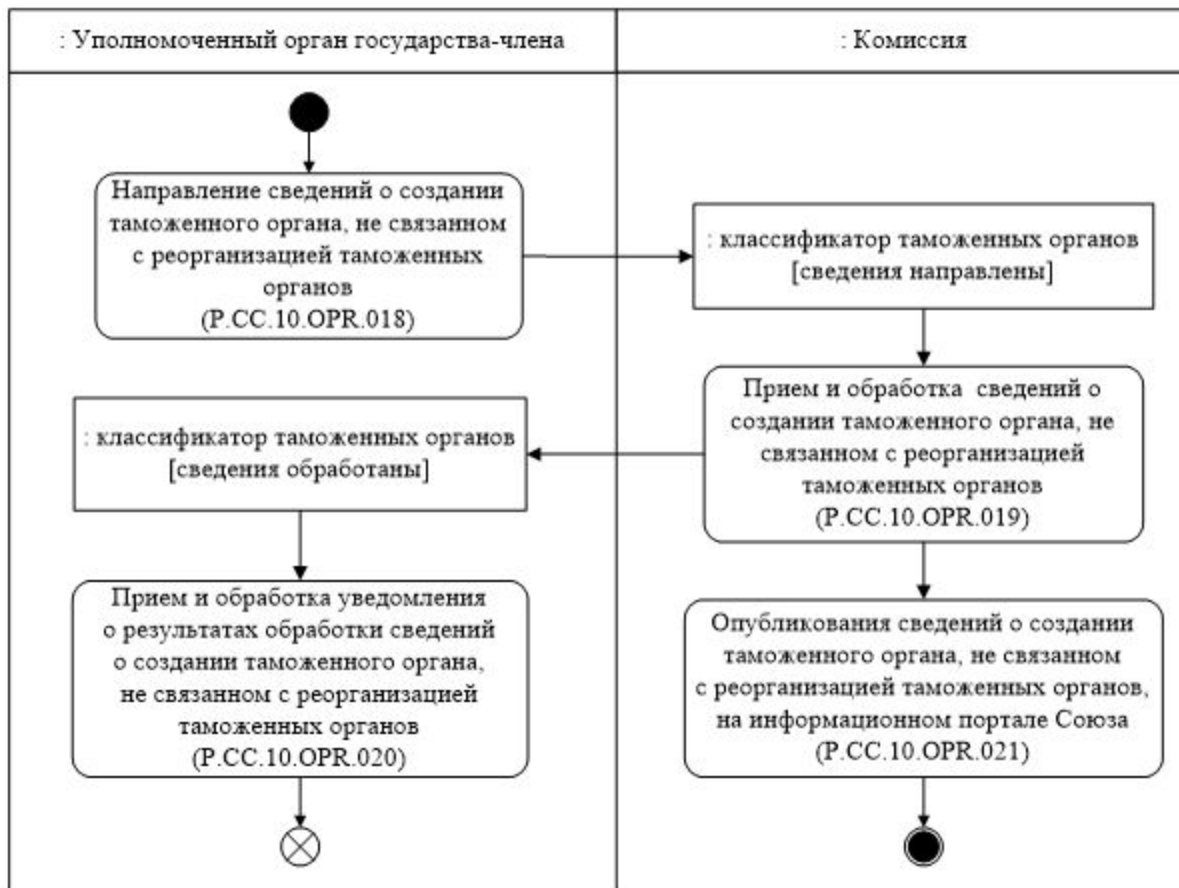 : Уполномоченный орган государства-члена
: Комиссия
Направление сведений о создании
таможенного органа, не связанном
с реорганизацией таможенных
органов
(P.CC.10.OPR.018)
: классификатор таможенных органов
[сведения направлены]
Прием и обработка сведений о
создании таможенного органа, не
связанном с реорганизацией
таможенных органов
(P.CC.10.OPR.019)
: классификатор таможенных органов
[сведения обработаны]
Прием и обработка уведомления
о результатах обработки сведений
о создании таможенного органа,
не связанном с реорганизацией
таможенных органов
(P.CC.10.OPR.020)
Опубликования сведений о создании
таможенного органа, не связанном
с реорганизацией таможенных органов,
на информационном портале Союза
(P.CC.10.OPR.021)